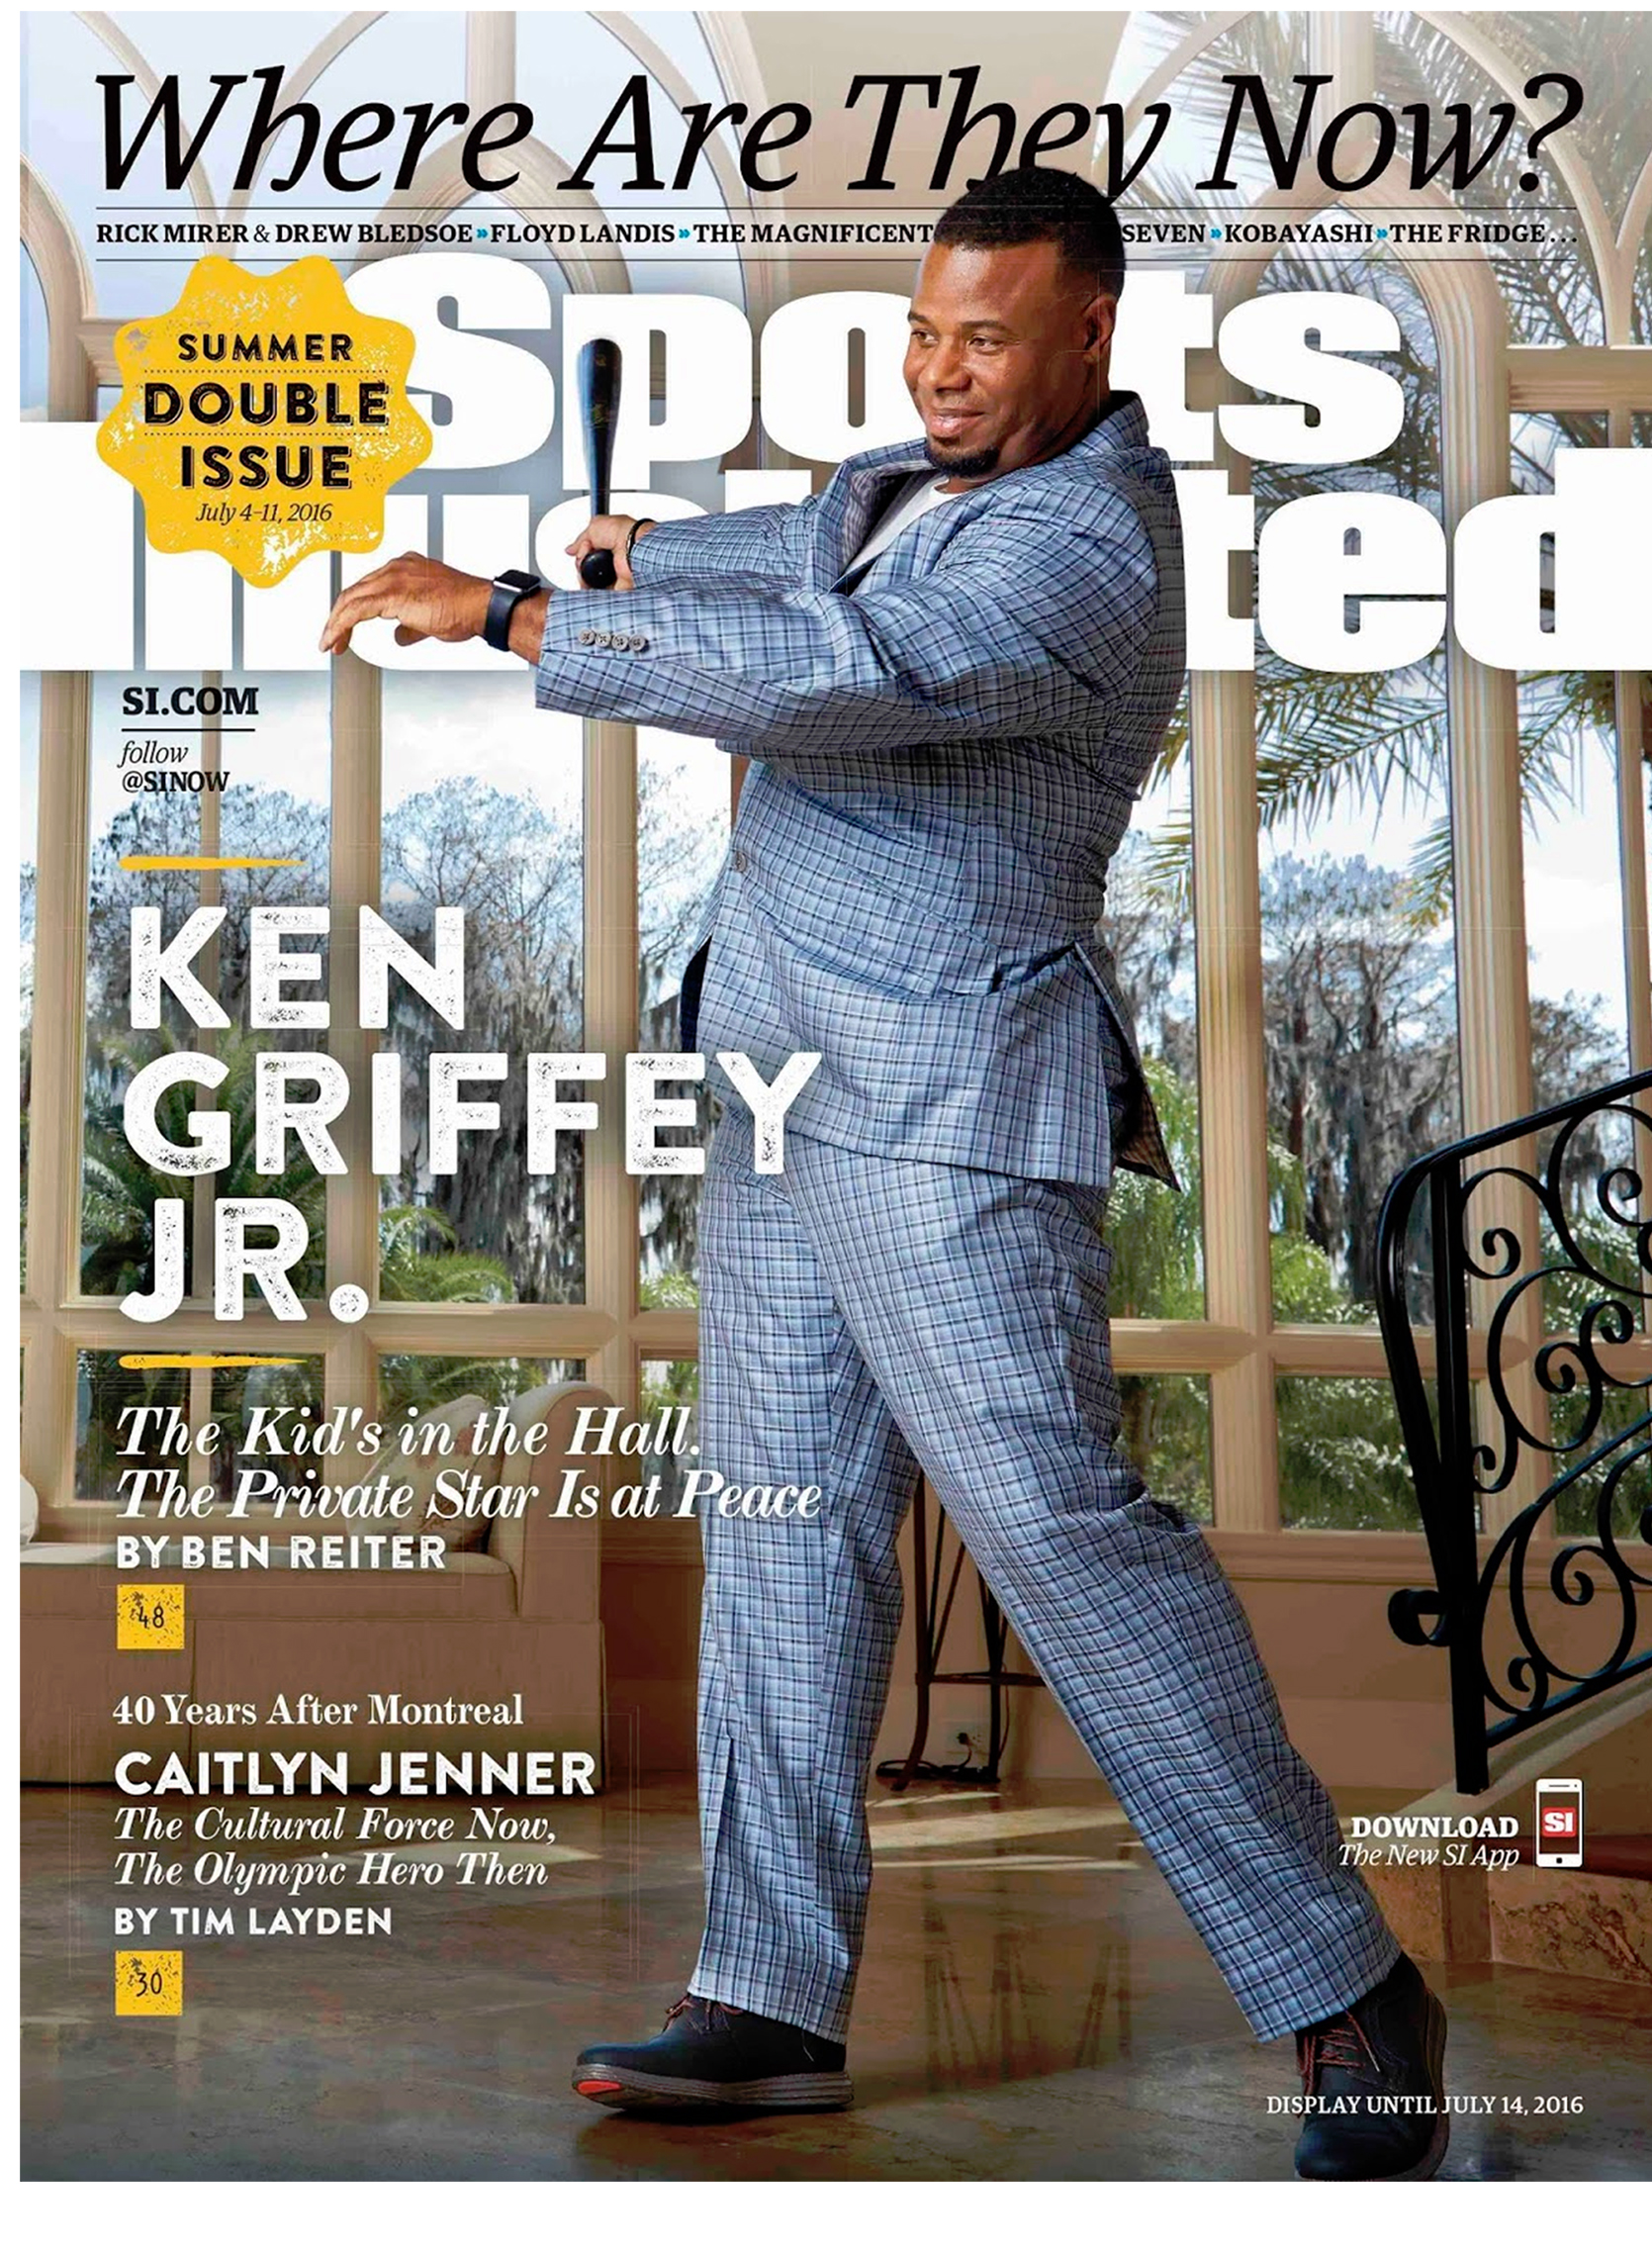 Where Are They Now?
RICK MIRER & DREW BLEDSOE » FLOYD LANDIS » THE MAGNIFICENT SEVEN » KOBAYASHI » THE FRIDGE...
Sports
Illustrated
SUMMER
DOUBLE
ISSUE
July 4-11, 2016
SI.COM
follow
@SINOW
KEN
GRIFFEY
JR.
The Kid's in the Hall.
The Private Star Is at Peace
BY BEN REITER
48
40 Years After Montreal
CAITLYN JENNER
The Cultural Force Now,
The Olympic Hero Then
BY TIM LAYDEN
30
DOWNLOAD
The New SI App
SI
DISPLAY UNTIL JULY 14, 2016